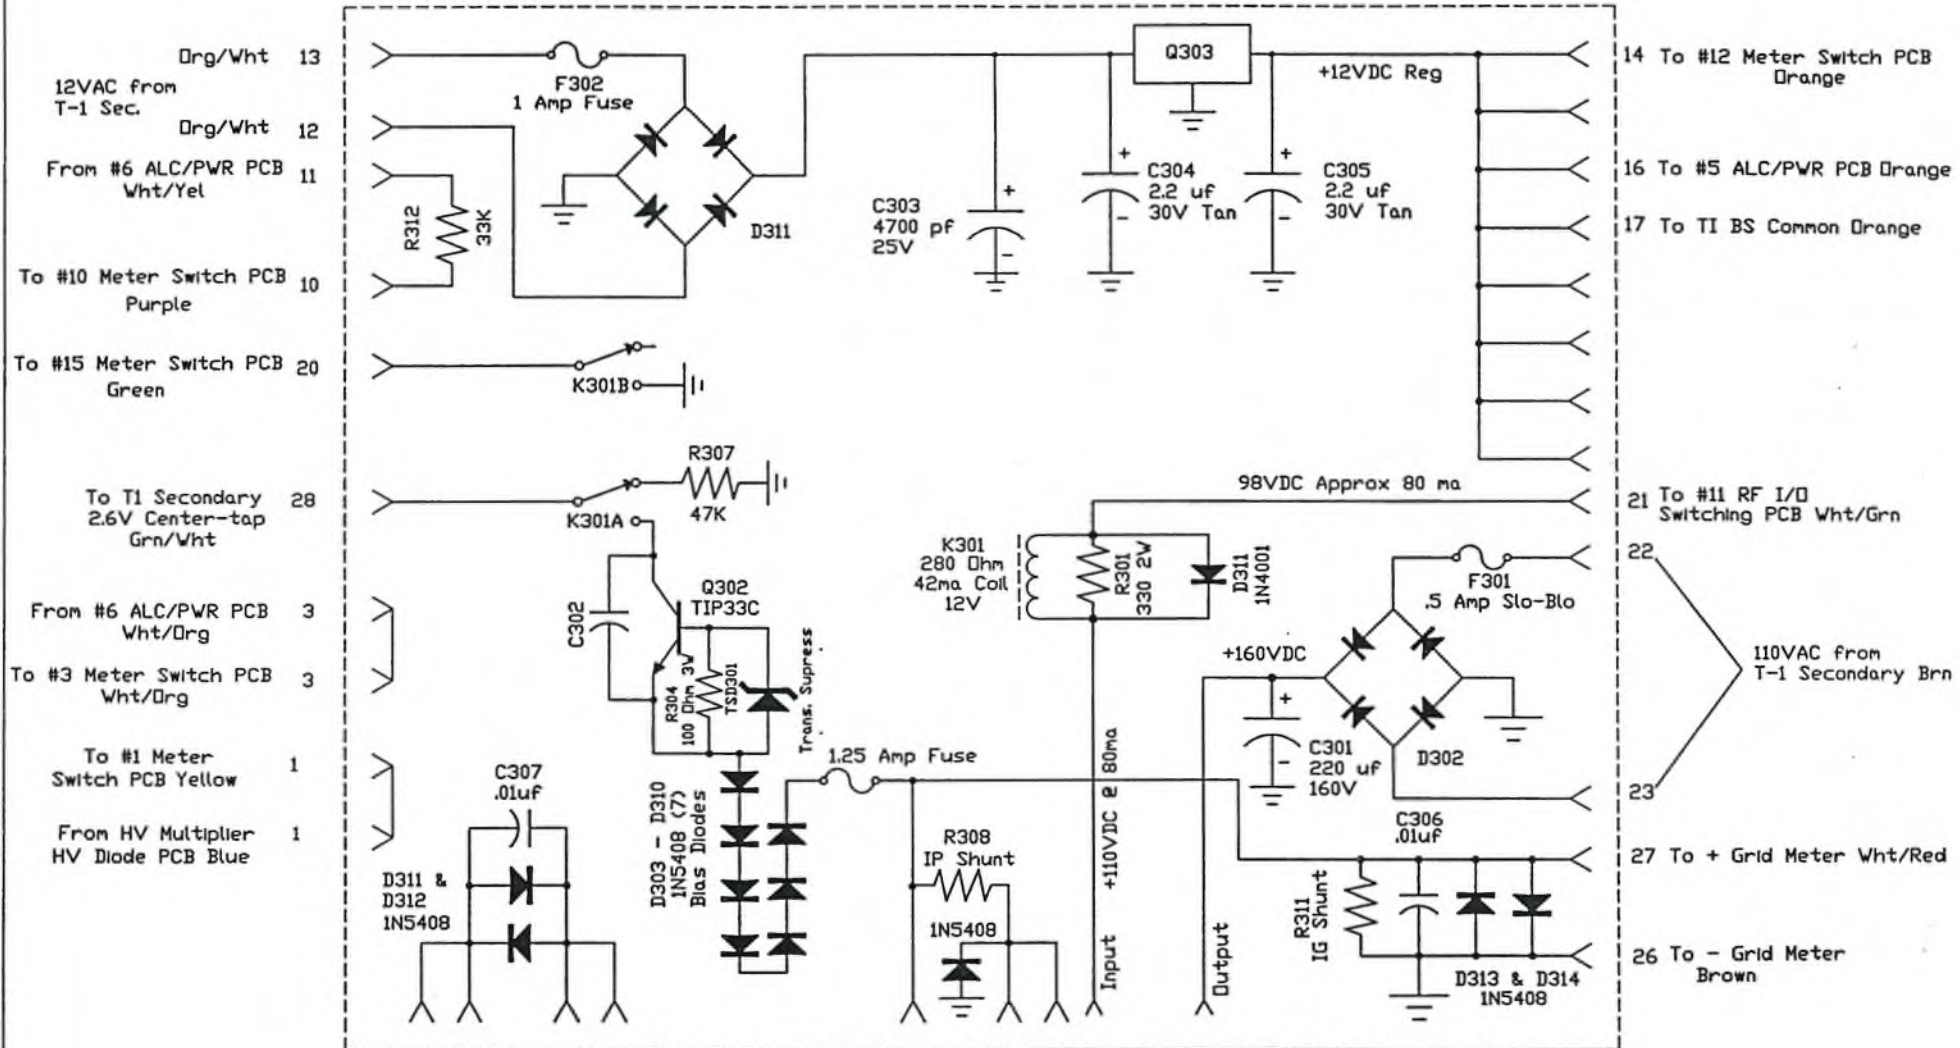 Org/Wht 13
12VAC from
T-1 Sec.
Org/Wht 12
From #6 ALC/PWR PCB 11
Wht/Yel
R312
33K
To #10 Meter Switch PCB 10
Purple
To #15 Meter Switch PCB 20
Green
To T1 Secondary 28
2.6V Center-tap
Grn/Wht
From #6 ALC/PWR PCB 3
Wht/Org
To #3 Meter Switch PCB 3
Wht/Org
To #1 Meter 1
Switch PCB Yellow
From HV Multiplier 1
HV Diode PCB Blue
F302
1 Amp Fuse
D311
C303
4700 pf
25V
+
-
Q303
+12VDC Reg
+
C304
2.2 uf
30V Tan
-
+
C305
2.2 uf
30V Tan
-
14 To #12 Meter Switch PCB
Orange
16 To #5 ALC/PWR PCB Orange
17 To TI BS Common Orange
K301B
R307
47K
K301A
C302
Q302
TIP33C
R304
100 Ohm 3W
TSD301
Trans. Supress
98VDC Approx 80 ma
21 To #11 RF I/O
Switching PCB Wht/Grn
K301
280 Ohm
42ma Coil
12V
R301
330 2W
D311
1N4001
22
F301
.5 Amp Slo-Blo
110VAC from
T-1 Secondary Brn
+160VDC
+
C301
220 uf
160V
-
D302
23
1.25 Amp Fuse
C307
.01uf
D311 &
D312
1N5408
D303 - D310
1N5408 (7)
Bias Diodes
R308
IP Shunt
1N5408
+110VDC @ 80ma
Input
Output
C306
.01uf
R311
IG Shunt
27 To + Grid Meter Wht/Red
26 To - Grid Meter
Brown
D313 & D314
1N5408